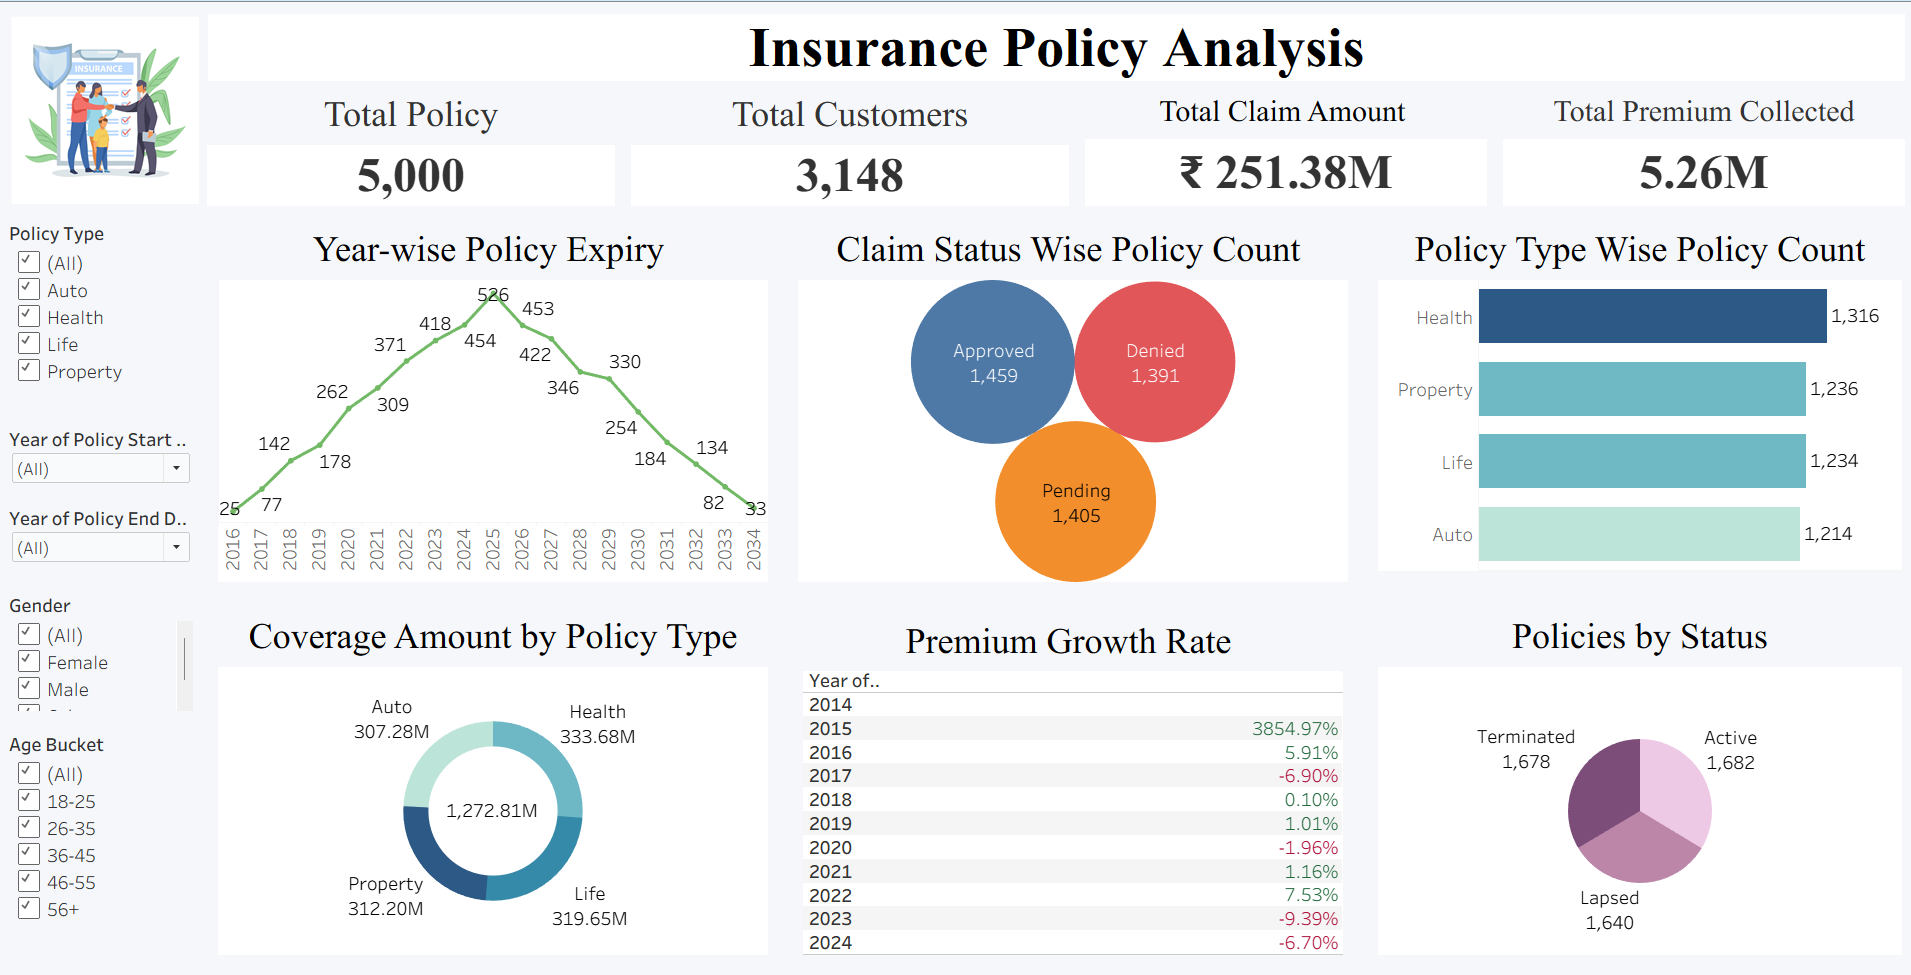 INSURANCE
Insurance Policy Analysis
Total Policy
5,000
Total Customers
3,148
Total Claim Amount
₹ 251.38M
Total Premium Collected
5.26M
Policy Type
(All)
Auto
Health
Life
Property
Year of Policy Start ..
(All)
Year of Policy End D..
(All)
Gender
(All)
Female
Male
Age Bucket
(All)
18-25
26-35
36-45
46-55
56+
Year-wise Policy Expiry
526
453
418
454
371
422
330
346
262
309
254
142
178
184
134
25
77
82
33
2016
2017
2018
2019
2020
2021
2022
2023
2024
2025
2026
2027
2028
2029
2030
2031
2032
2033
2034
Claim Status Wise Policy Count
Approved
1,459
Denied
1,391
Pending
1,405
Policy Type Wise Policy Count
Health 1,316
Property 1,236
Life 1,234
Auto 1,214
Coverage Amount by Policy Type
Auto
307.28M
Health
333.68M
1,272.81M
Property
312.20M
Life
319.65M
Premium Growth Rate
Year of..
2014
2015 3854.97%
2016 5.91%
2017 -6.90%
2018 0.10%
2019 1.01%
2020 -1.96%
2021 1.16%
2022 7.53%
2023 -9.39%
2024 -6.70%
Policies by Status
Terminated
1,678
Active
1,682
Lapsed
1,640